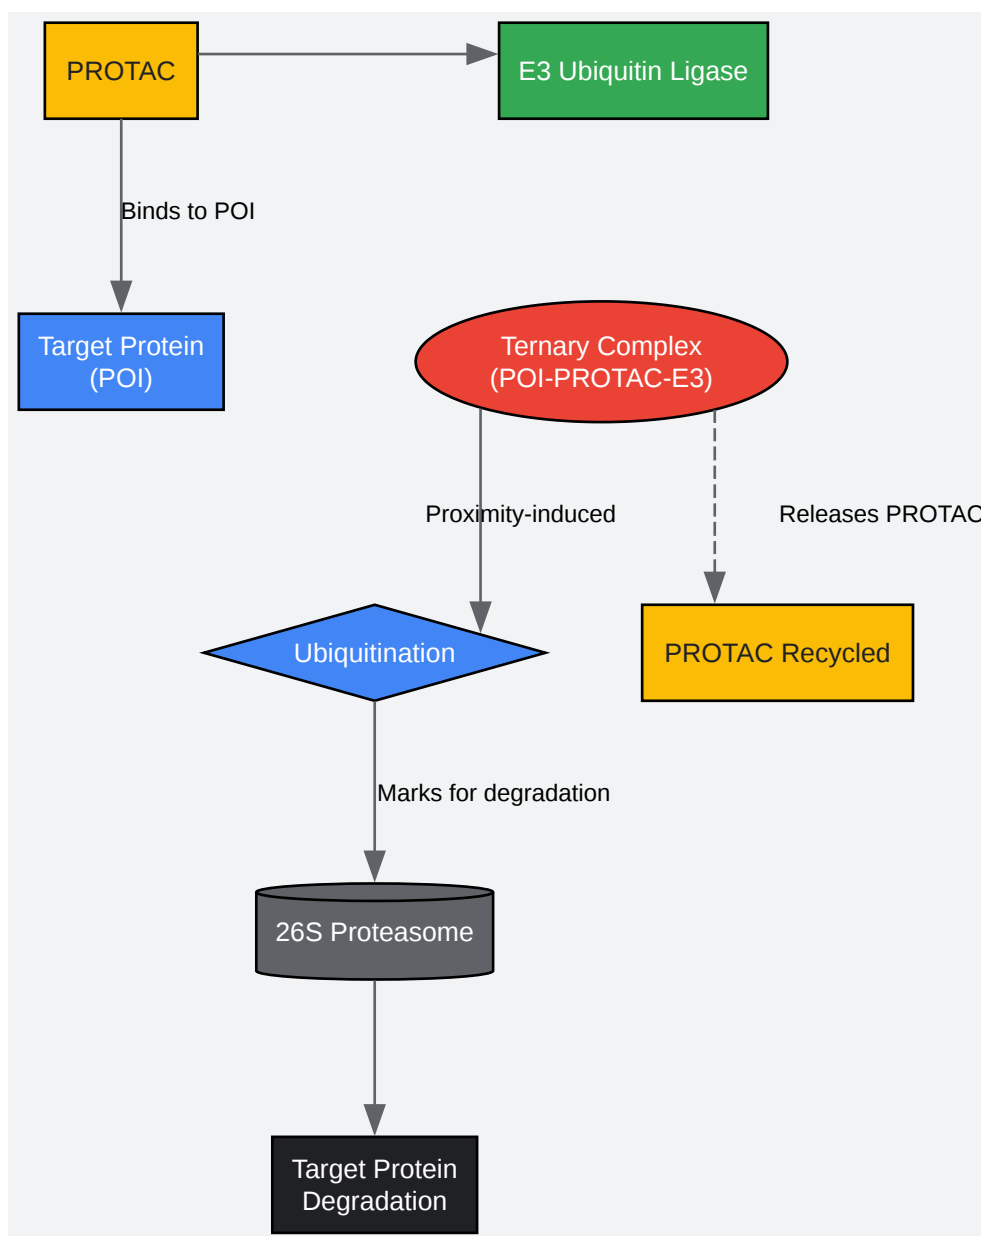 PROTAC
E3 Ubiquitin Ligase
Binds to POI
Target Protein
(POI)
Ternary Complex
(POI-PROTAC-E3)
Proximity-induced
Releases PROTAC
Ubiquitination
PROTAC Recycled
Marks for degradation
26S Proteasome
Target Protein
Degradation